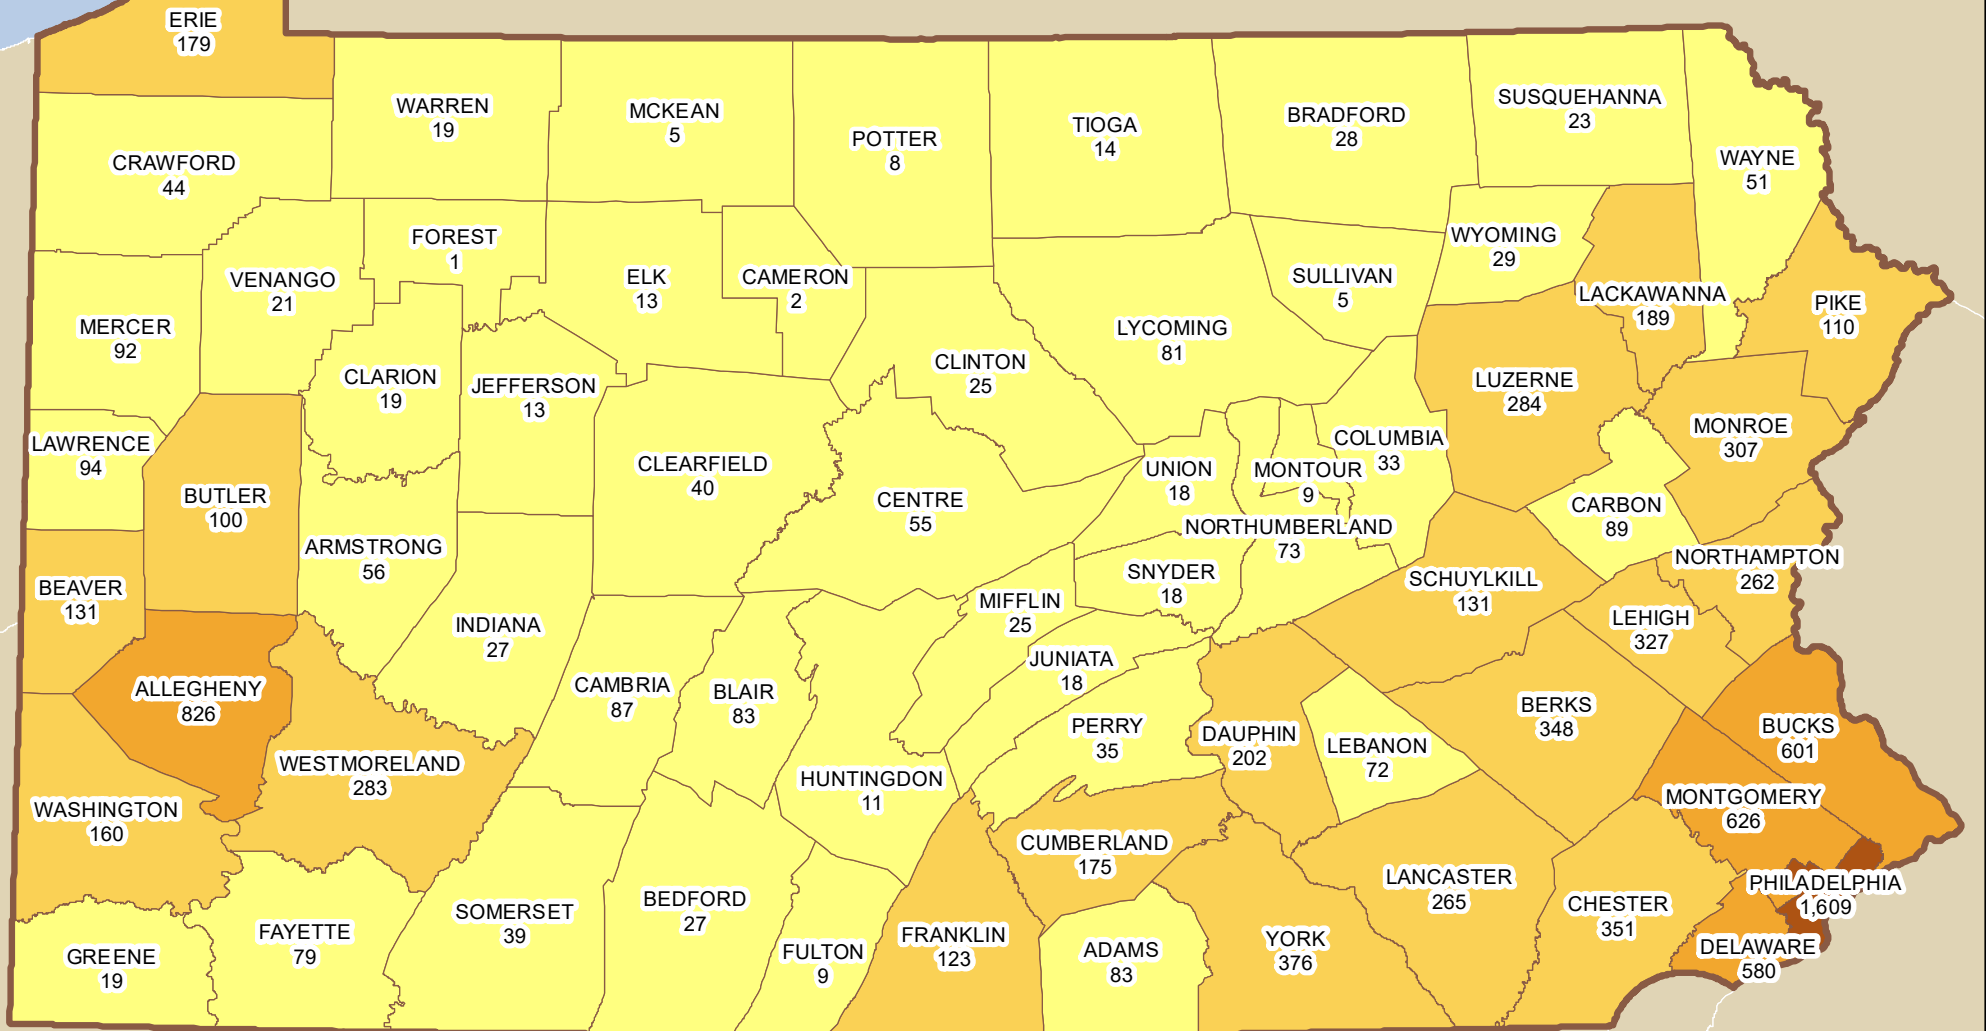 ERIE
179
WARREN
19
MCKEAN
5
POTTER
8
TIOGA
14
BRADFORD
28
SUSQUEHANNA
23
WAYNE
51
CRAWFORD
44
FOREST
1
VENANGO
21
ELK
13
CAMERON
2
SULLIVAN
5
WYOMING
29
LACKAWANNA
189
PIKE
110
MERCER
92
LYCOMING
81
CLINTON
25
CLARION
19
JEFFERSON
13
LUZERNE
284
MONROE
307
LAWRENCE
94
BUTLER
100
CLEARFIELD
40
CENTRE
55
UNION
18
MONTOUR
9
COLUMBIA
33
CARBON
89
NORTHUMBERLAND
73
ARMSTRONG
56
BEAVER
131
SNYDER
18
SCHUYLKILL
131
NORTHAMPTON
262
INDIANA
27
MIFFLIN
25
LEHIGH
327
JUNIATA
18
ALLEGHENY
826
CAMBRIA
87
BLAIR
83
PERRY
35
DAUPHIN
202
LEBANON
72
BERKS
348
BUCKS
601
WESTMORELAND
283
HUNTINGDON
11
WASHINGTON
160
MONTGOMERY
626
CUMBERLAND
175
LANCASTER
265
PHILADELPHIA
1,609
GREENE
19
FAYETTE
79
SOMERSET
39
BEDFORD
27
FULTON
9
FRANKLIN
123
ADAMS
83
YORK
376
CHESTER
351
DELAWARE
580